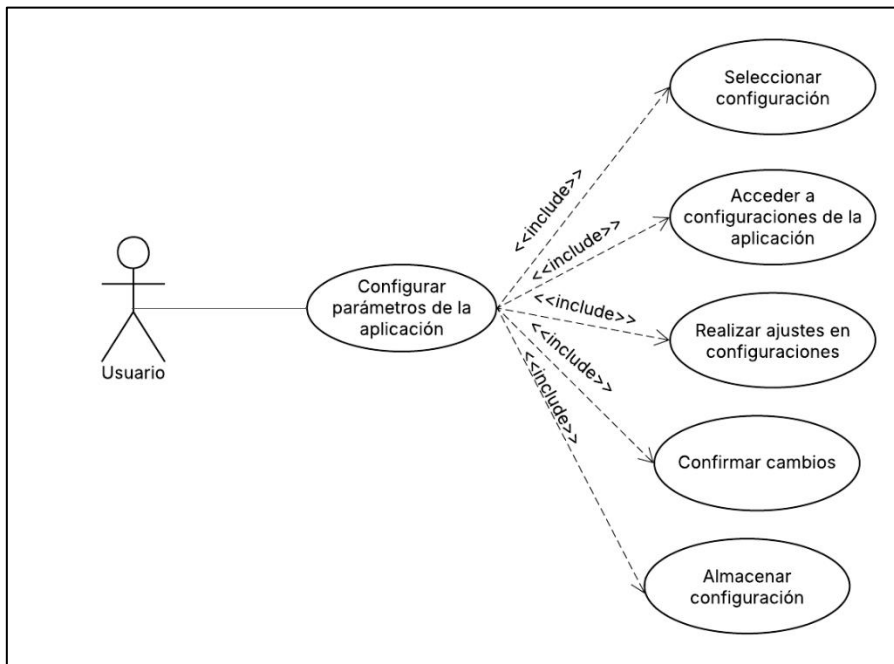 Seleccionar
configuración
<<include>>
Acceder a
configuraciones de la
aplicación
<<include>>
Configurar
parámetros de la
aplicación
<<include>>
Realizar ajustes en
configuraciones
Usuario
<<include>>
Confirmar cambios
<<include>>
Almacenar
configuración